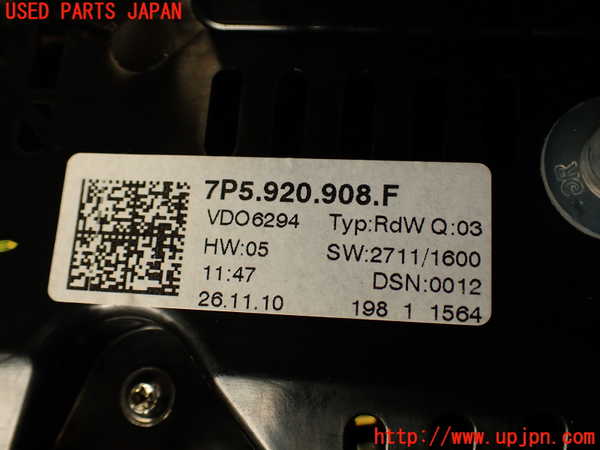 USED PARTS JAPAN
7P5.920.908.F
VDO6294 Typ:RdW Q:03
HW:05 SW:2711/1600
11:47 DSN:0012
26.11.10 198 1 1564
© www.upjpn.com